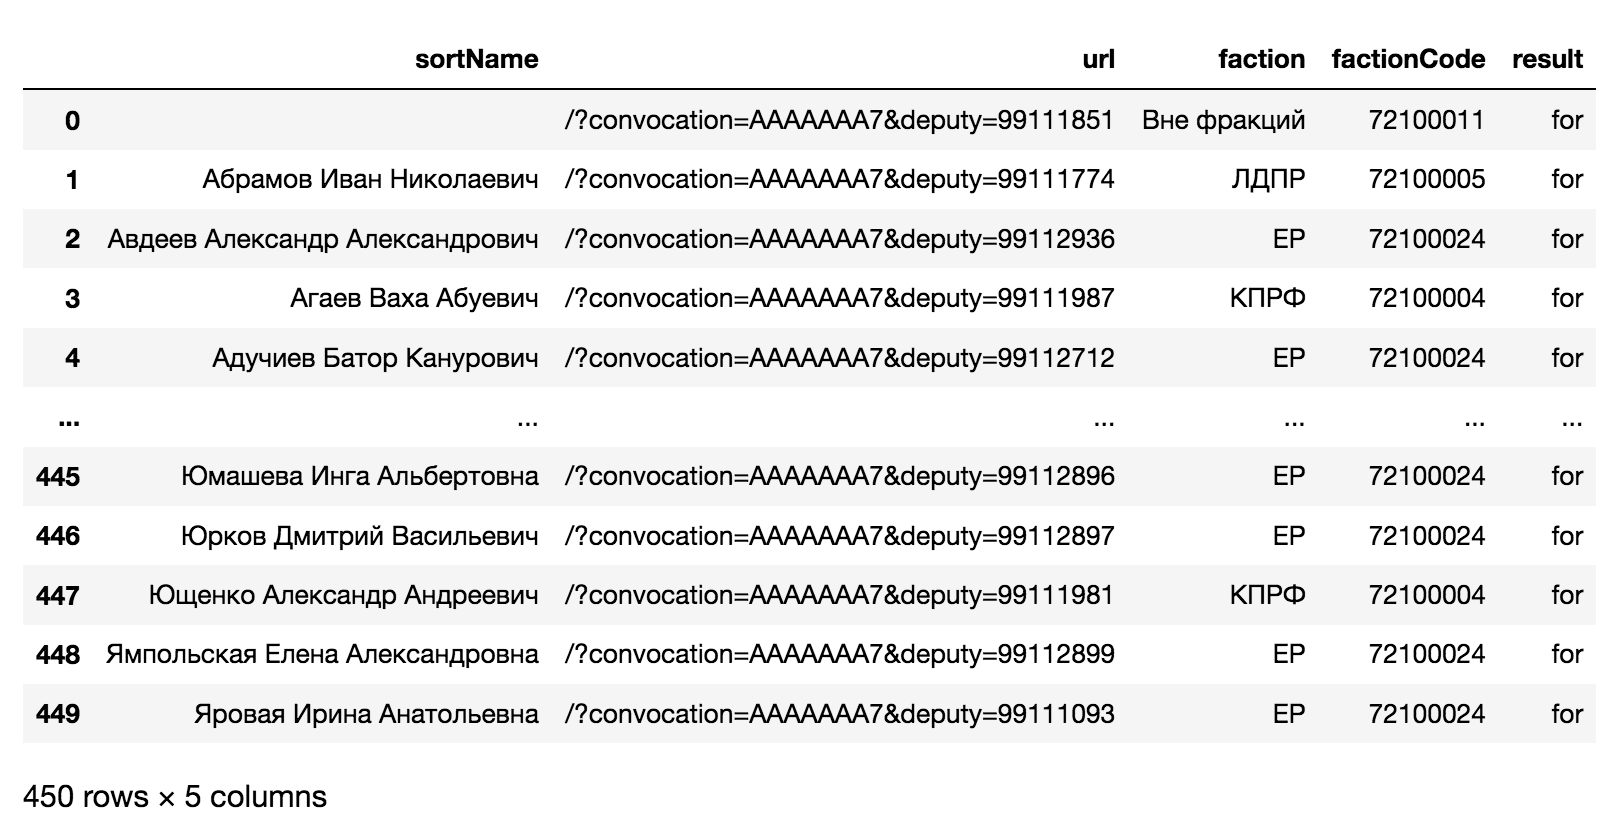 sortName url faction factionCode result
0 /?convocation=AAAAAAA7&deputy=99111851 Вне фракций 72100011 for
1 Абрамов Иван Николаевич /?convocation=AAAAAAA7&deputy=99111774 ЛДПР 72100005 for
2 Авдеев Александр Александрович /?convocation=AAAAAAA7&deputy=99112936 ЕР 72100024 for
3 Агаев Ваха Абуевич /?convocation=AAAAAAA7&deputy=99111987 КПРФ 72100004 for
4 Адучиев Батор Канурович /?convocation=AAAAAAA7&deputy=99112712 ЕР 72100024 for
... ... ... ... ... ...
445 Юмашева Инга Альбертовна /?convocation=AAAAAAA7&deputy=99112896 ЕР 72100024 for
446 Юрков Дмитрий Васильевич /?convocation=AAAAAAA7&deputy=99112897 ЕР 72100024 for
447 Ющенко Александр Андреевич /?convocation=AAAAAAA7&deputy=99111981 КПРФ 72100004 for
448 Ямпольская Елена Александровна /?convocation=AAAAAAA7&deputy=99112899 ЕР 72100024 for
449 Яровая Ирина Анатольевна /?convocation=AAAAAAA7&deputy=99111093 ЕР 72100024 for
450 rows × 5 columns